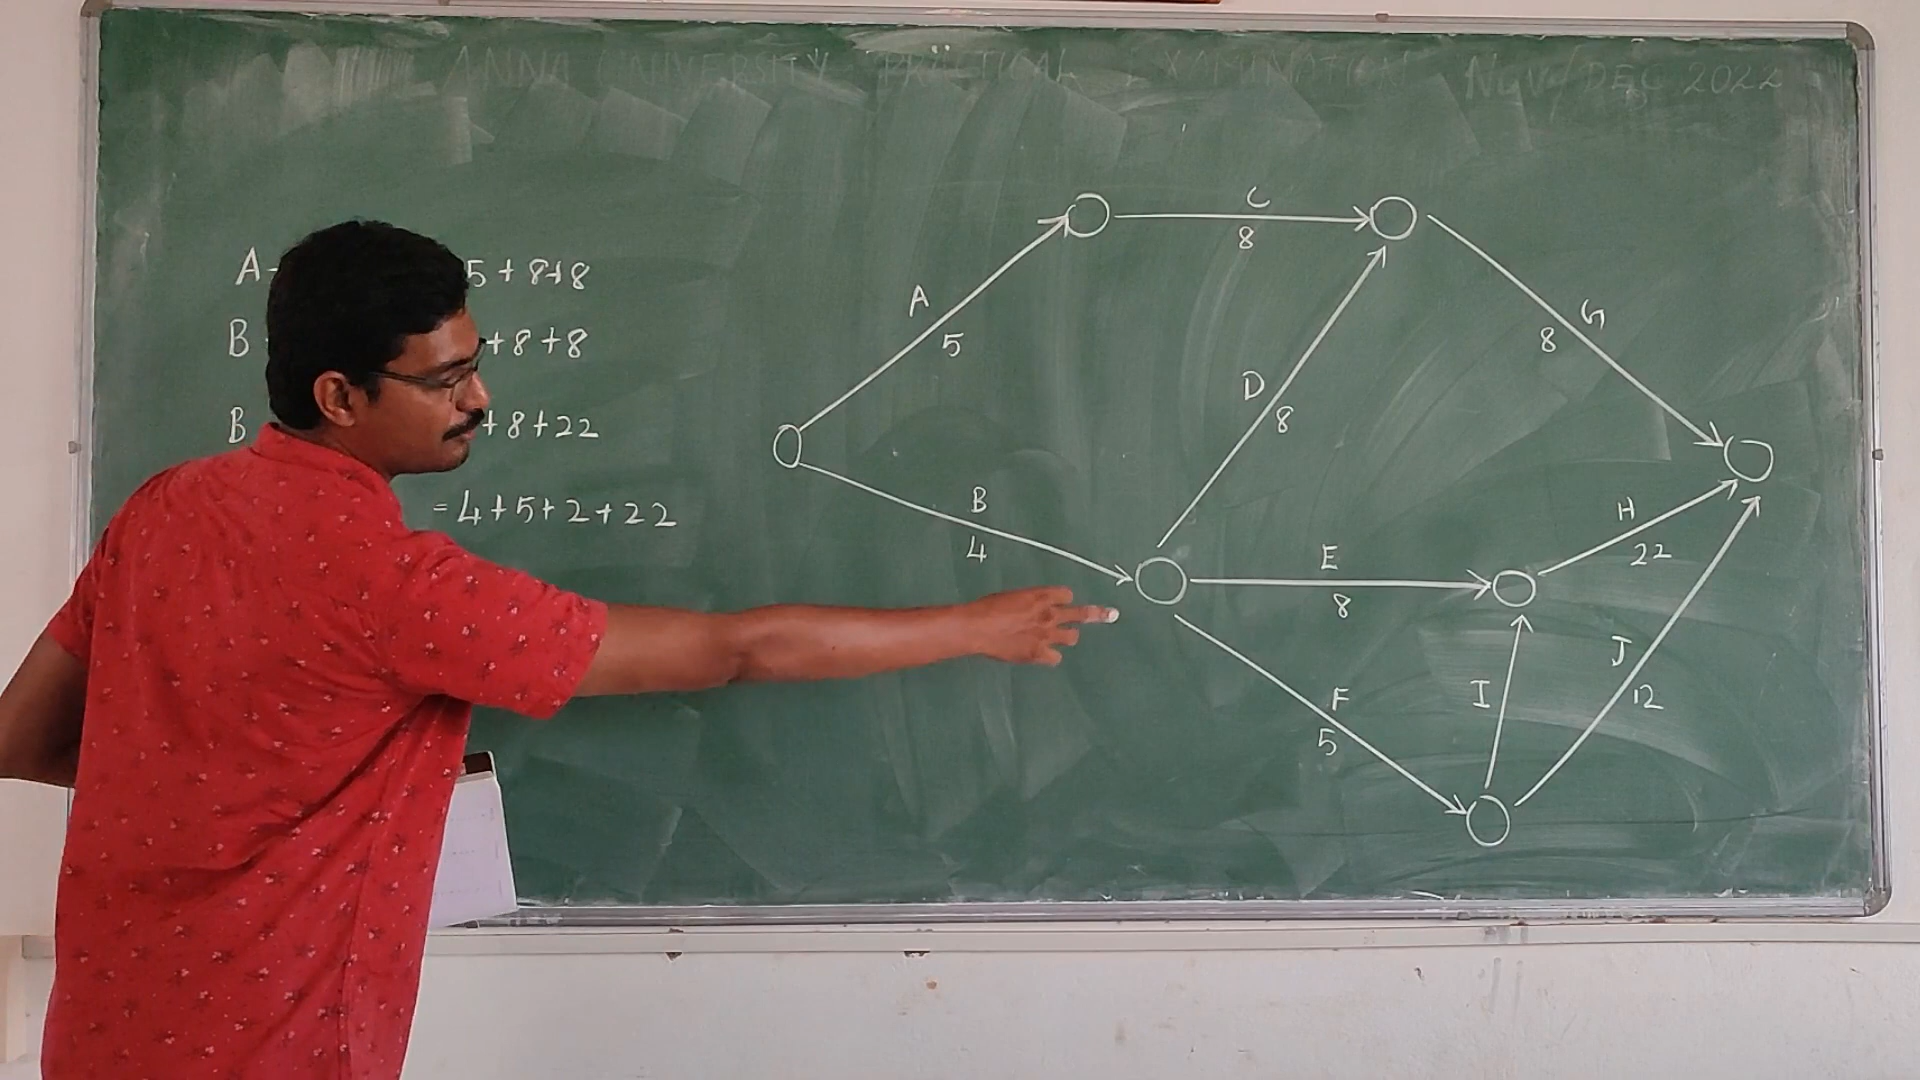 ANNA UNIVERSITY PRACTICAL EXAMINATION NOV/DEC 2022
A- 5+8+8
B- +8+8
B +8+22
=4+5+2+22
A
5
B
4
C
8
D
8
E
8
F
5
G
8
H
22
I
J
12